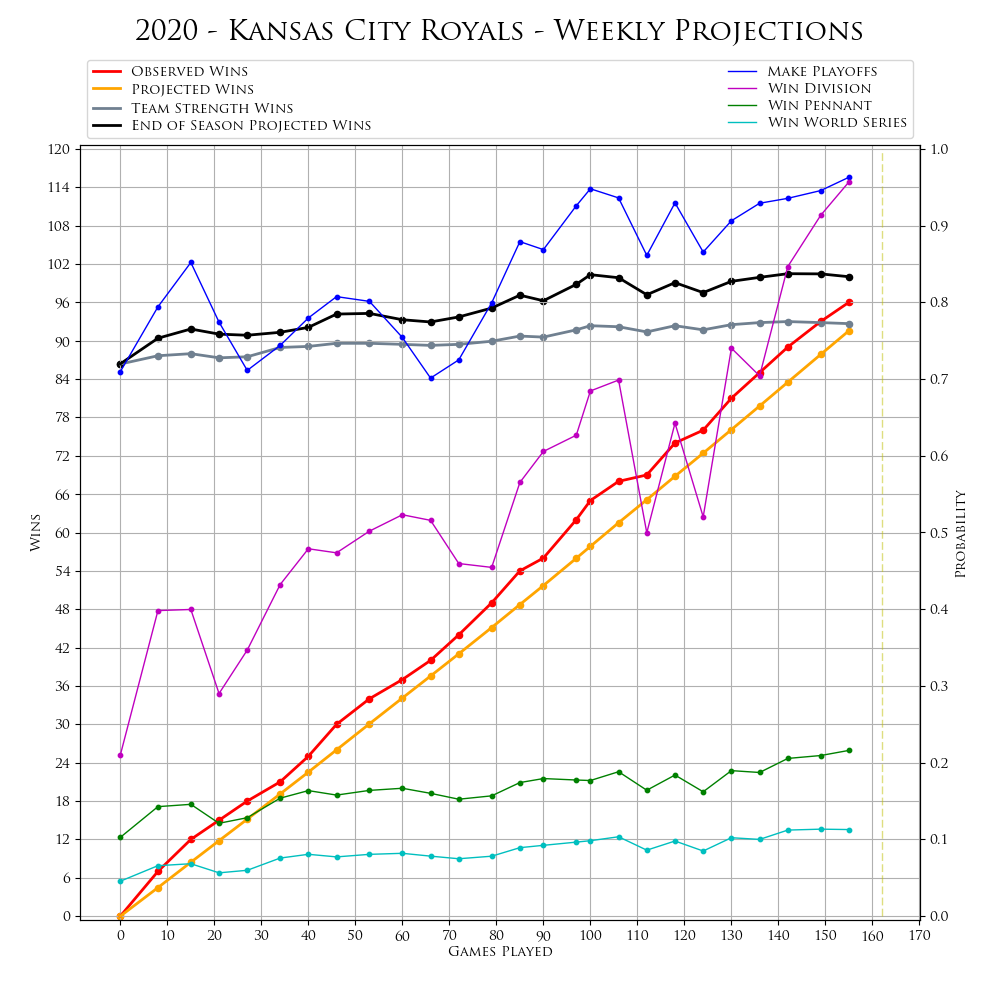 2020 - Kansas City Royals - Weekly Projections
Observed Wins
Projected Wins
Team Strength Wins
End of Season Projected Wins
Make Playoffs
Win Division
Win Pennant
Win World Series
120
114
108
102
96
90
84
78
72
66
60
54
48
42
36
30
24
18
12
6
0
Wins
1.0
0.9
0.8
0.7
0.6
0.5
0.4
0.3
0.2
0.1
0.0
Probability
0 10 20 30 40 50 60 70 80 90 100 110 120 130 140 150 160 170
Games Played